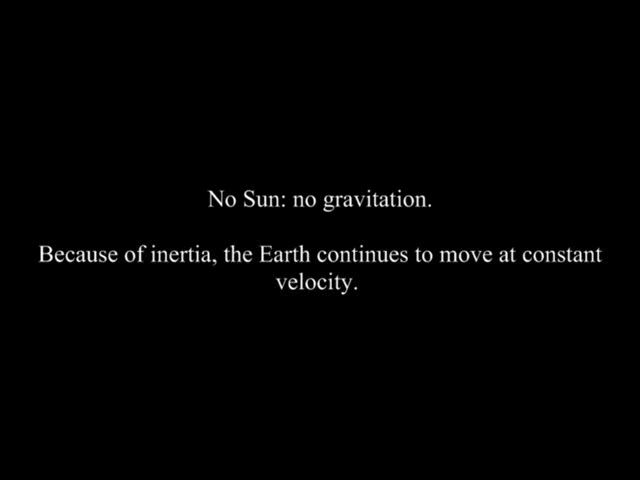 No Sun: no gravitation.
Because of inertia, the Earth continues to move at constant
velocity.